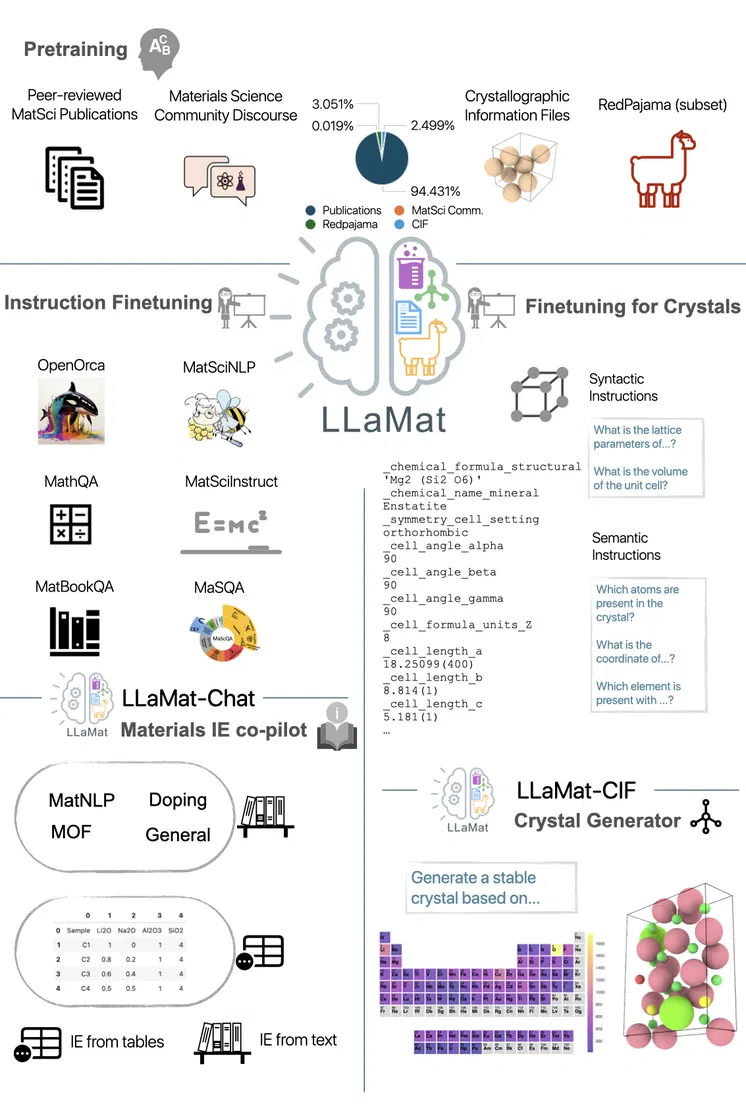 Pretraining
A C B
Peer-reviewed
MatSci Publications
Materials Science
Community Discourse
3.051%
0.019%
2.499%
94.431%
Publications
MatSci Comm.
Redpajama
CIF
Crystallographic
Information Files
RedPajama (subset)
Instruction Finetuning
Finetuning for Crystals
LLaMat
OpenOrca
MatSciNLP
MathQA
MatSciInstruct
E=mc2
MatBookQA
MaSQA
MaScQA
Syntactic
Instructions
What is the lattice
parameters of...?
What is the volume
of the unit cell?
_chemical_formula_structural
'Mg2 (Si2 O6)'
_chemical_name_mineral
Enstatite
_symmetry_cell_setting
orthorhombic
_cell_angle_alpha
90
_cell_angle_beta
90
_cell_angle_gamma
90
_cell_formula_units_Z
8
_cell_length_a
18.25099(400)
_cell_length_b
8.814(1)
_cell_length_c
5.181(1)
…
Semantic
Instructions
Which atoms are
present in the
crystal?
What is the
coordinate of...?
Which element is
present with ...?
LLaMat
LLaMat-Chat
Materials IE co-pilot
MatNLP
Doping
MOF
General
0 1 2 3 4
0 Sample Li2O Na2O Al2O3 SiO2
1 C1 1 0 1 4
2 C2 0.8 0.2 1 4
3 C3 0.6 0.4 1 4
4 C4 0.5 0.5 1 4
IE from tables
IE from text
LLaMat
LLaMat-CIF
Crystal Generator
Generate a stable
crystal based on...